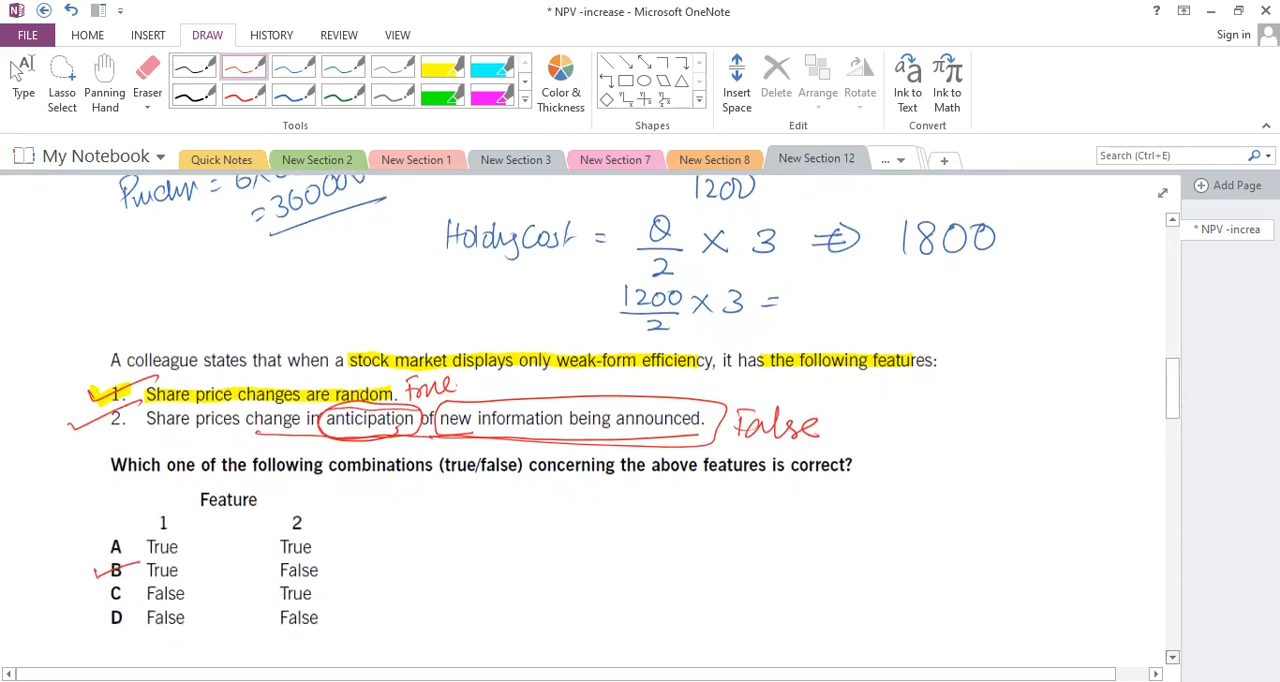 * NPV -increase - Microsoft OneNote
FILE HOME INSERT DRAW HISTORY REVIEW VIEW Sign in
Type Lasso Select Panning Hand Eraser Color & Thickness Insert Space Delete Arrange Rotate Ink to Text Ink to Math
Tools Shapes Edit Convert
My Notebook Quick Notes New Section 2 New Section 1 New Section 3 New Section 7 New Section 8 New Section 12 ... + Search (Ctrl+E)
Add Page
* NPV -increa
= 360000
1200
Holdy Cost = Q/2 × 3 ⇒ 1800
1200/2 × 3 =
A colleague states that when a stock market displays only weak-form efficiency, it has the following features:
1. Share price changes are random. True
2. Share prices change in anticipation of new information being announced. False
Which one of the following combinations (true/false) concerning the above features is correct?
Feature
1 2
A True True
B True False
C False True
D False False